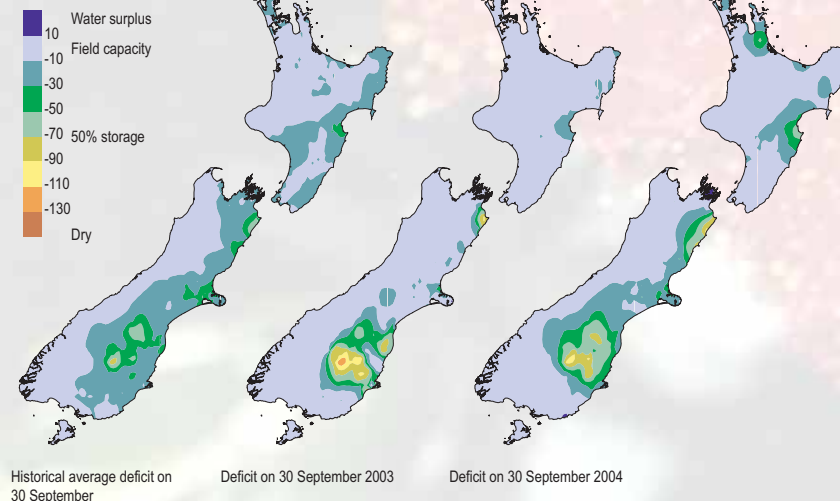 Water surplus
10
Field capacity
-10
-30
-50
-70
50% storage
-90
-110
-130
Dry
Historical average deficit on
30 September
Deficit on 30 September 2003
Deficit on 30 September 2004